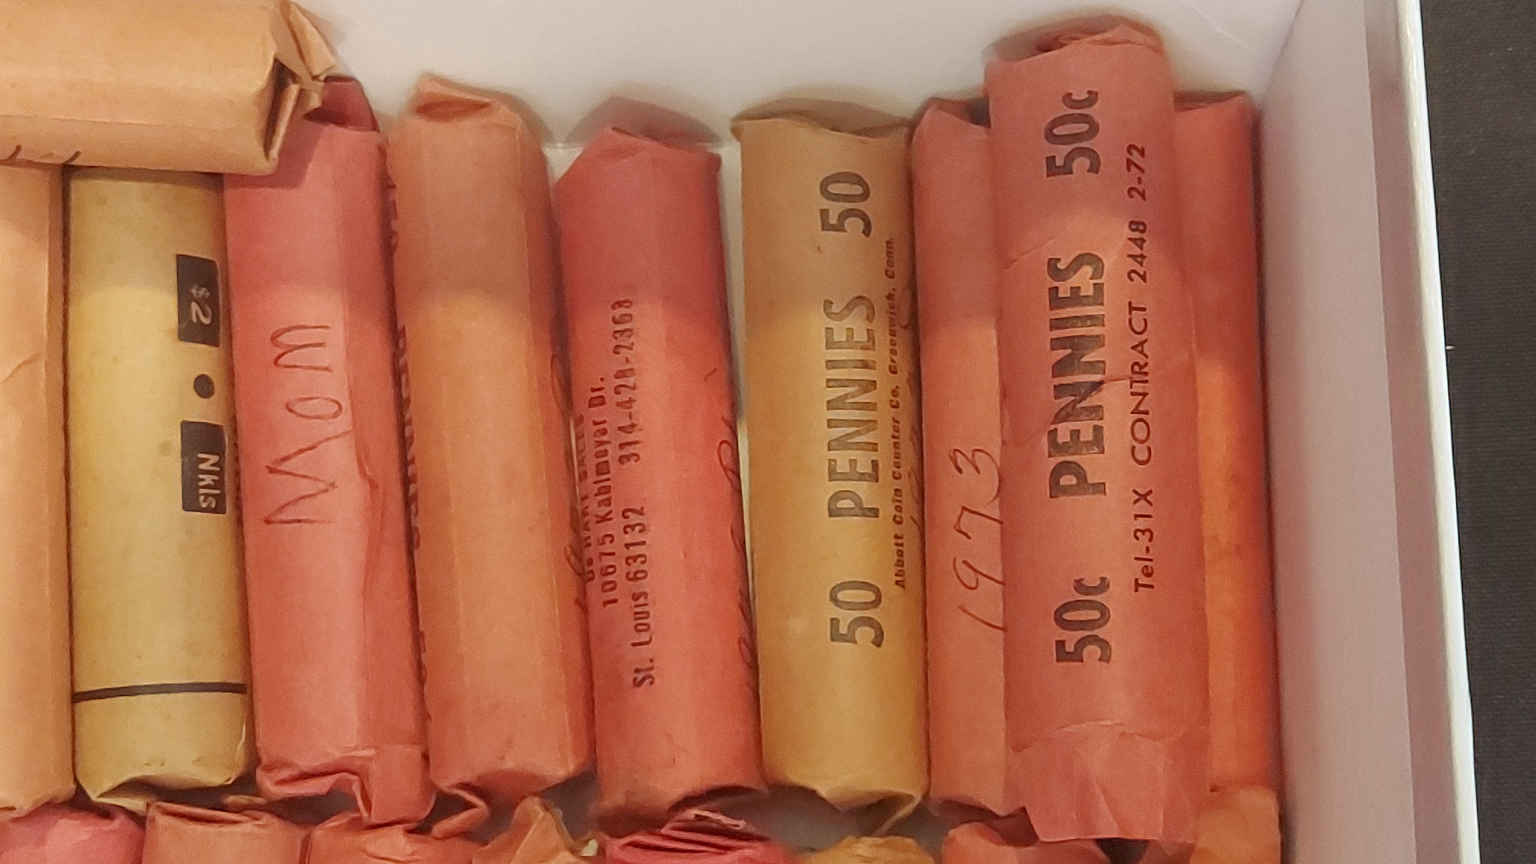 $2 • Nkls
Mom
10675 Kahlmeyer Dr.
St. Louis 63132 314-428-2368
50 PENNIES 50
Abbott Coin Counter Co. Greenwich, Conn.
1973
50c PENNIES 50c
Tel-31X CONTRACT 2448 2-72